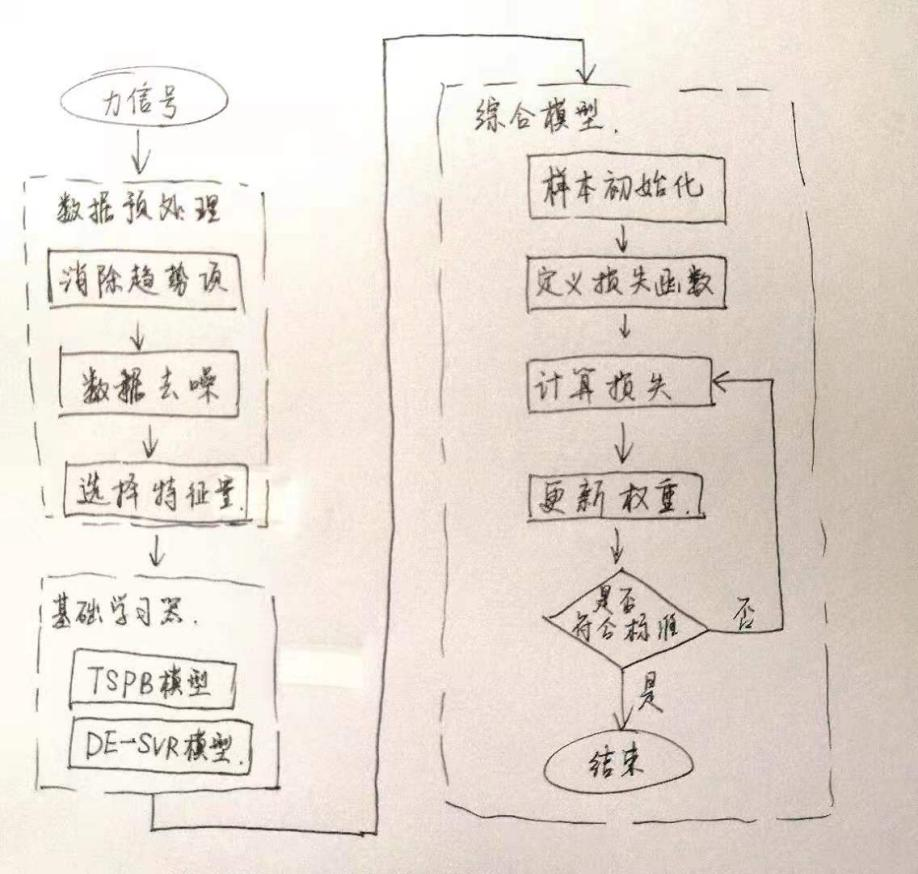 力信号
数据预处理
消除趋势项
数据去噪
选择特征量.
基础学习器.
TSPB模型
DE-SVR模型.
综合模型.
样本初始化
定义损失函数
计算损失
更新权重.
是否
符合标准
否
是
结束